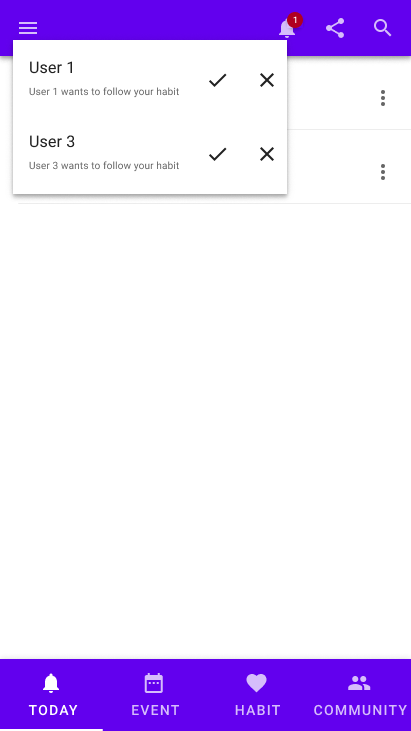 1
User 1
User 1 wants to follow your habit
User 3
User 3 wants to follow your habit
TODAY
EVENT
HABIT
COMMUNITY